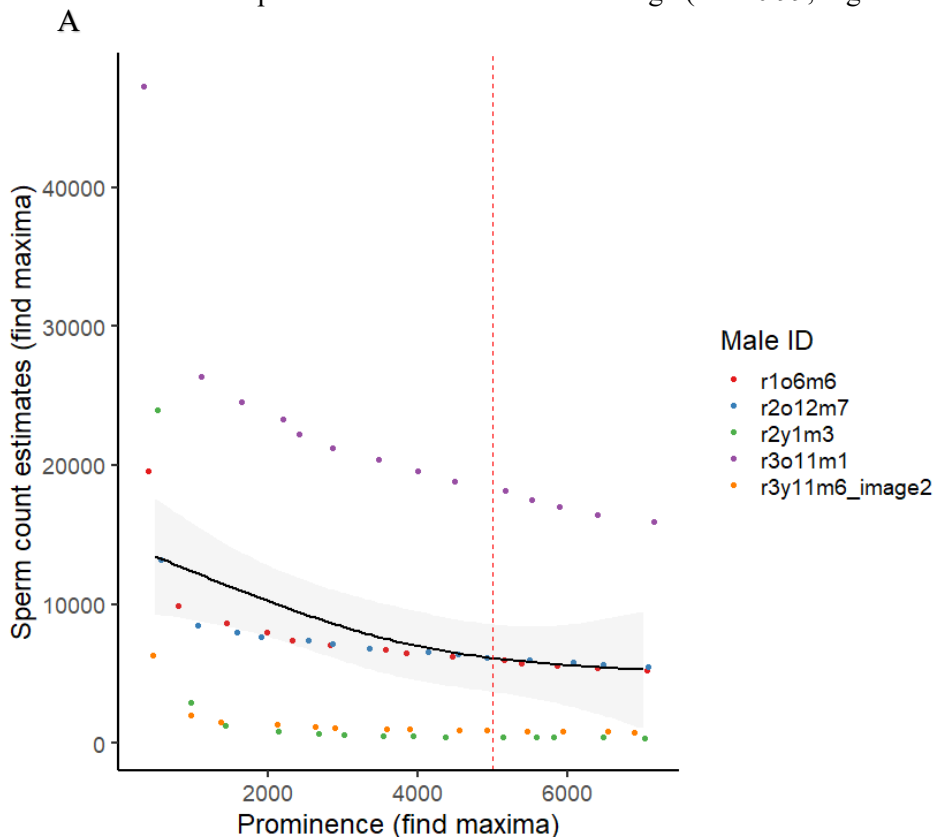 A
Sperm count estimates (find maxima)
40000
30000
20000
10000
0
2000 4000 6000
Prominence (find maxima)
Male ID
r1o6m6
r2o12m7
r2y1m3
r3o11m1
r3y11m6_image2